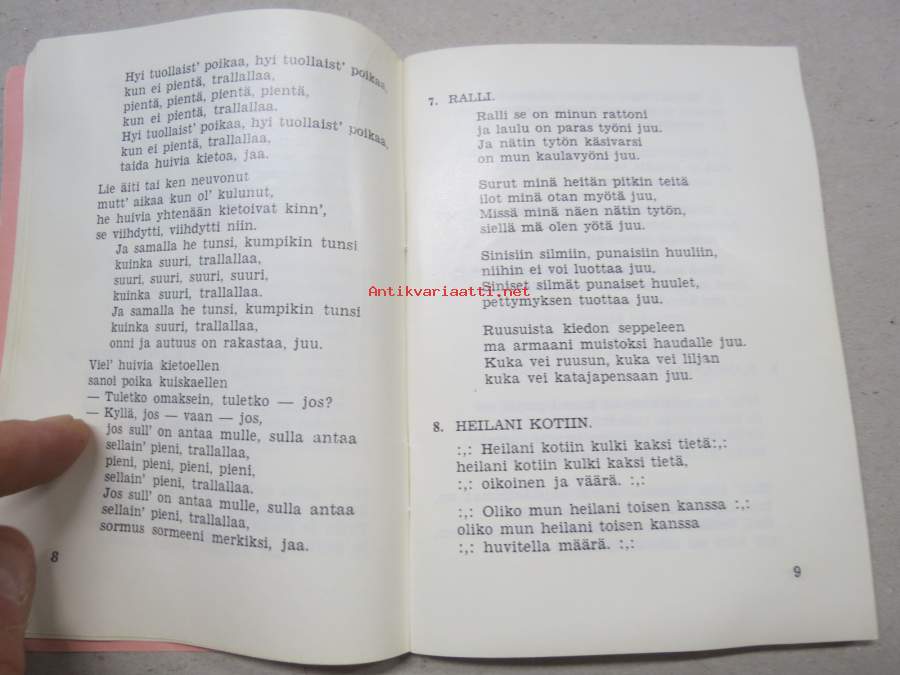 Hyi tuollaist' poikaa, hyi tuollaist' poikaa,
kun ei pientä, trallallaa,
pientä, pientä, pientä, pientä,
kun ei pientä, trallallaa.
Hyi tuollaist' poikaa, hyi tuollaist' poikaa,
kun ei pientä, trallallaa,
taida huivia kietoa, jaa.
Lie äiti tai ken neuvonut
mutt' aikaa kun ol' kulunut,
he huivia yhtenään kietoivat kinn',
se viihdytti, viihdytti niin.
Ja samalla he tunsi, kumpikin tunsi
kuinka suuri, trallallaa,
suuri, suuri, suuri, suuri,
kuinka suuri, trallallaa.
Ja samalla he tunsi, kumpikin tunsi
kuinka suuri, trallallaa,
onni ja autuus on rakastaa, juu.
Viel' huivia kietoellen
sanoi poika kuiskaellen
— Tuletko omaksein, tuletko — jos?
— Kyllä, jos — vaan — jos,
jos sull' on antaa mulle, sulla antaa
sellain' pieni, trallallaa,
pieni, pieni, pieni, pieni,
sellain' pieni, trallallaa.
Jos sull' on antaa mulle, sulla antaa
sellain' pieni, trallallaa,
sormus sormeeni merkiksi, jaa.
8
7. RALLI.
Ralli se on minun rattoni
ja laulu on paras työni juu.
Ja nätin tytön käsivarsi
on mun kaulavyöni juu.
Surut minä heitän pitkin teitä
ilot minä otan myötä juu,
Missä minä näen nätin tytön,
siellä mä olen yötä juu.
Sinisiin silmiin, punaisiin huuliin,
niihin ei voi luottaa juu.
Siniset silmät punaiset huulet,
pettymyksen tuottaa juu.
Ruusuista kiedon seppeleen
ma armaani muistoksi haudalle juu.
Kuka vei ruusun, kuka vei liljan
kuka vei katajapensaan juu.
8. HEILANI KOTIIN.
:,: Heilani kotiin kulki kaksi tietä:,:
heilani kotiin kulki kaksi tietä,
:,: oikoinen ja väärä. :,:
:,: Oliko mun heilani toisen kanssa :,:
oliko mun heilani toisen kanssa
:,: huvitella määrä. :,:
9
Antikvariaatti.net